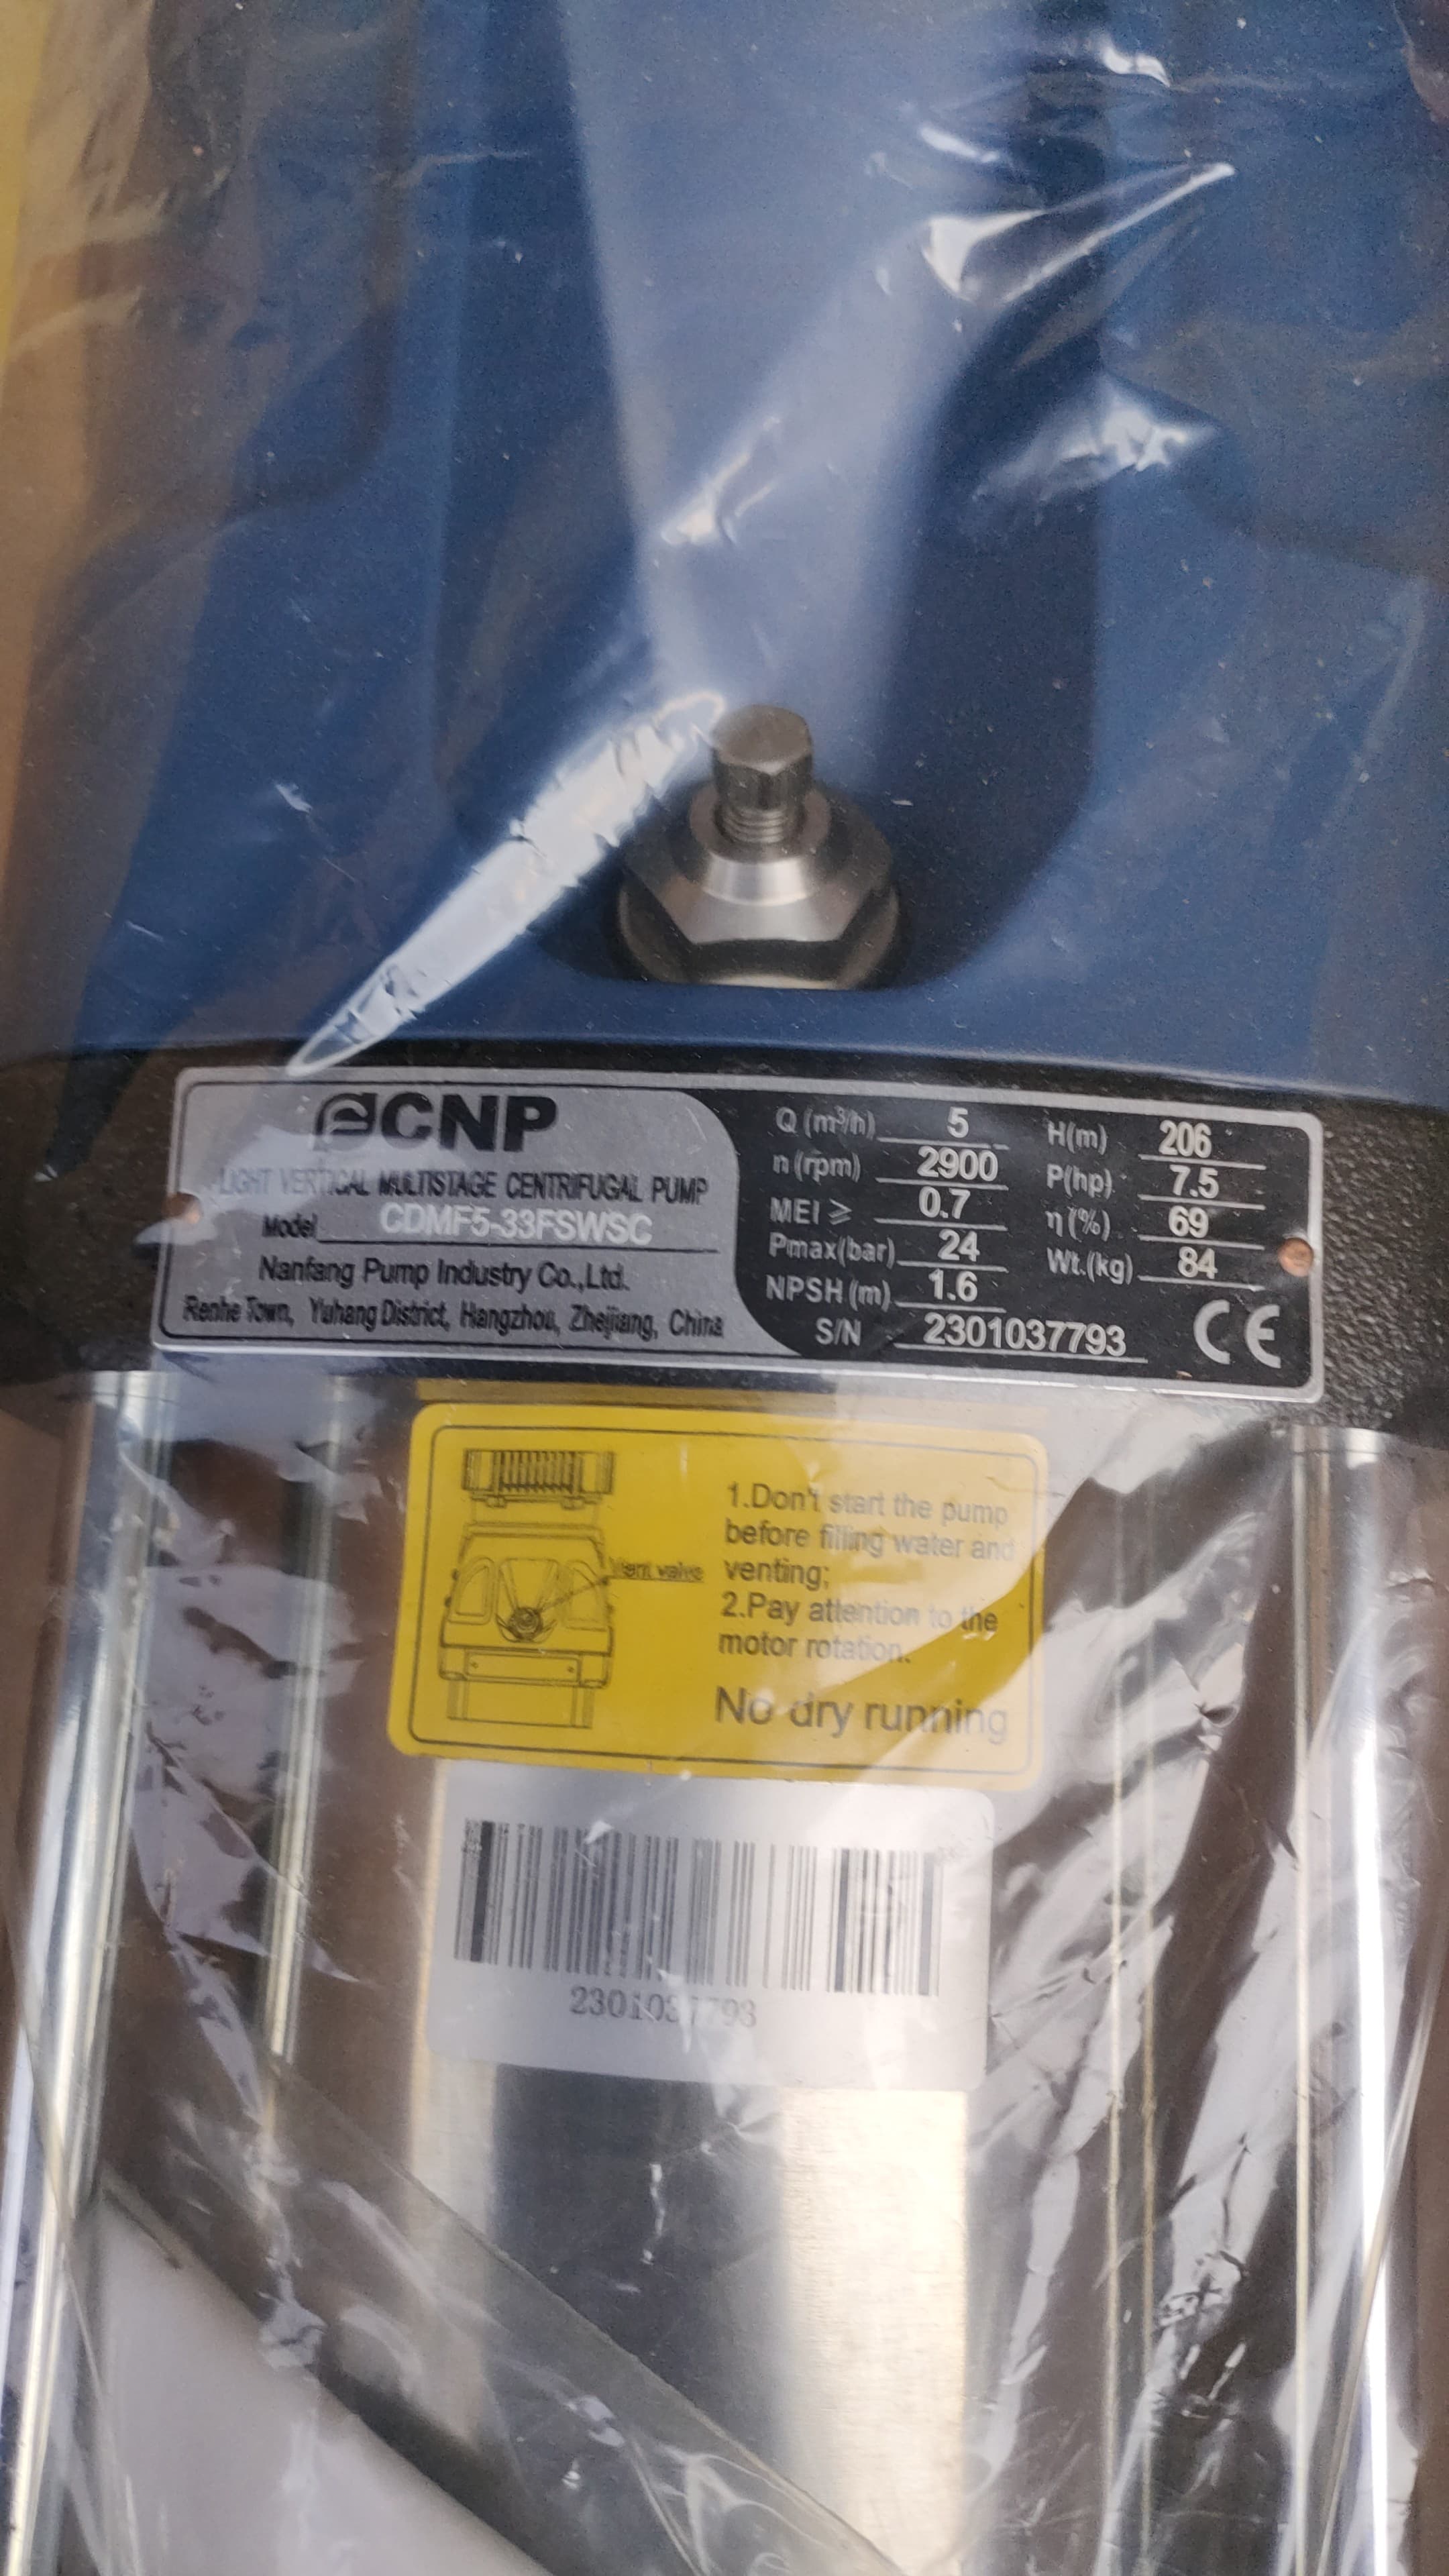 CNP
LIGHT VERTICAL MULTISTAGE CENTRIFUGAL PUMP
Model CDMF5-33FSWSC
Nanfang Pump Industry Co.,Ltd.
Renhe Town, Yuhang District, Hangzhou, Zhejiang, China
Q (m³/h) 5 H(m) 206
n (rpm) 2900 P(hp) 7.5
MEI ≥ 0.7 η(%) 69
Pmax(bar) 24 Wt.(kg) 84
NPSH (m) 1.6
S/N 2301037793 CE
Vent valve
1.Don't start the pump
before filling water and
venting;
2.Pay attention to the
motor rotation.
No dry running
2301037793